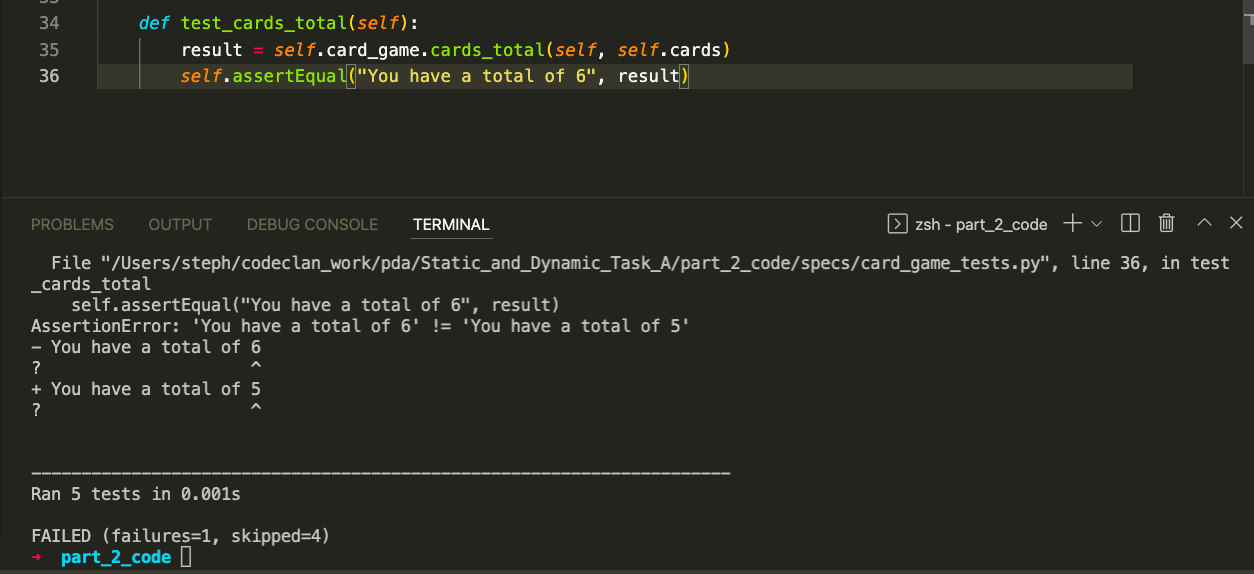 34 def test_cards_total(self):
35 result = self.card_game.cards_total(self, self.cards)
36 self.assertEqual("You have a total of 6", result)
PROBLEMS OUTPUT DEBUG CONSOLE TERMINAL zsh - part_2_code
File "/Users/steph/codeclan_work/pda/Static_and_Dynamic_Task_A/part_2_code/specs/card_game_tests.py", line 36, in test
_cards_total
self.assertEqual("You have a total of 6", result)
AssertionError: 'You have a total of 6' != 'You have a total of 5'
- You have a total of 6
? ^
+ You have a total of 5
? ^
----------------------------------------------------------------------
Ran 5 tests in 0.001s
FAILED (failures=1, skipped=4)
→ part_2_code